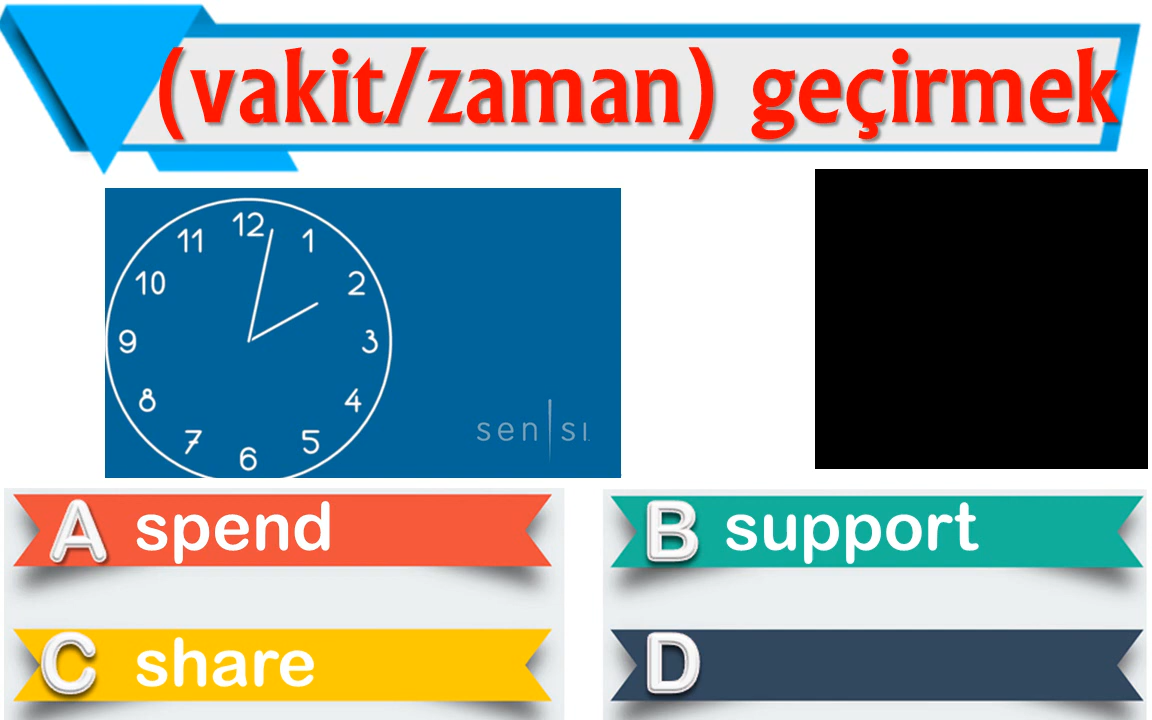 (vakit/zaman) geçirmek
12
11 1
10 2
9 3
8 4
7 5
6
sen|sı.
A spend
B support
C share
D